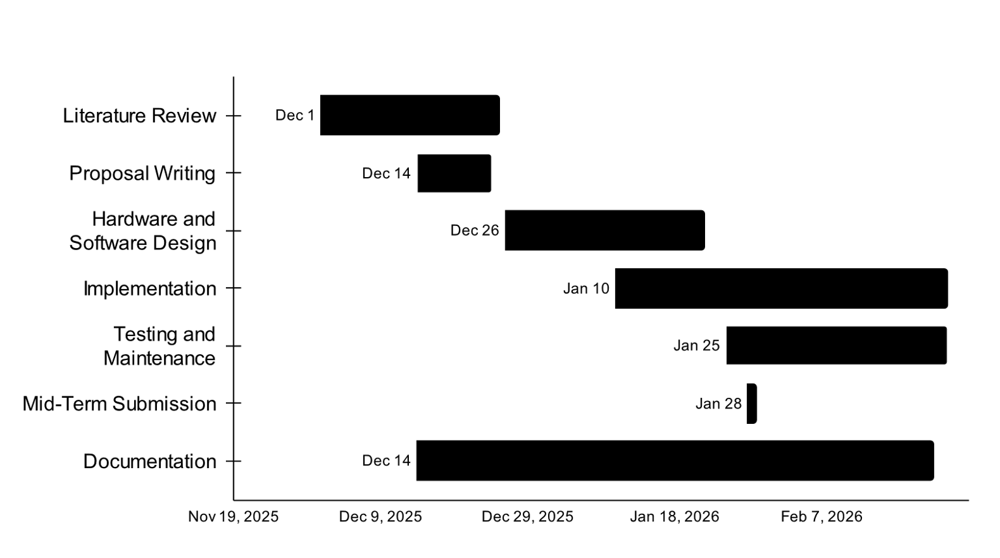 Literature Review
Dec 1
Proposal Writing
Dec 14
Hardware and
Software Design
Dec 26
Implementation
Jan 10
Testing and
Maintenance
Jan 25
Mid-Term Submission
Jan 28
Documentation
Dec 14
Nov 19, 2025 Dec 9, 2025 Dec 29, 2025 Jan 18, 2026 Feb 7, 2026